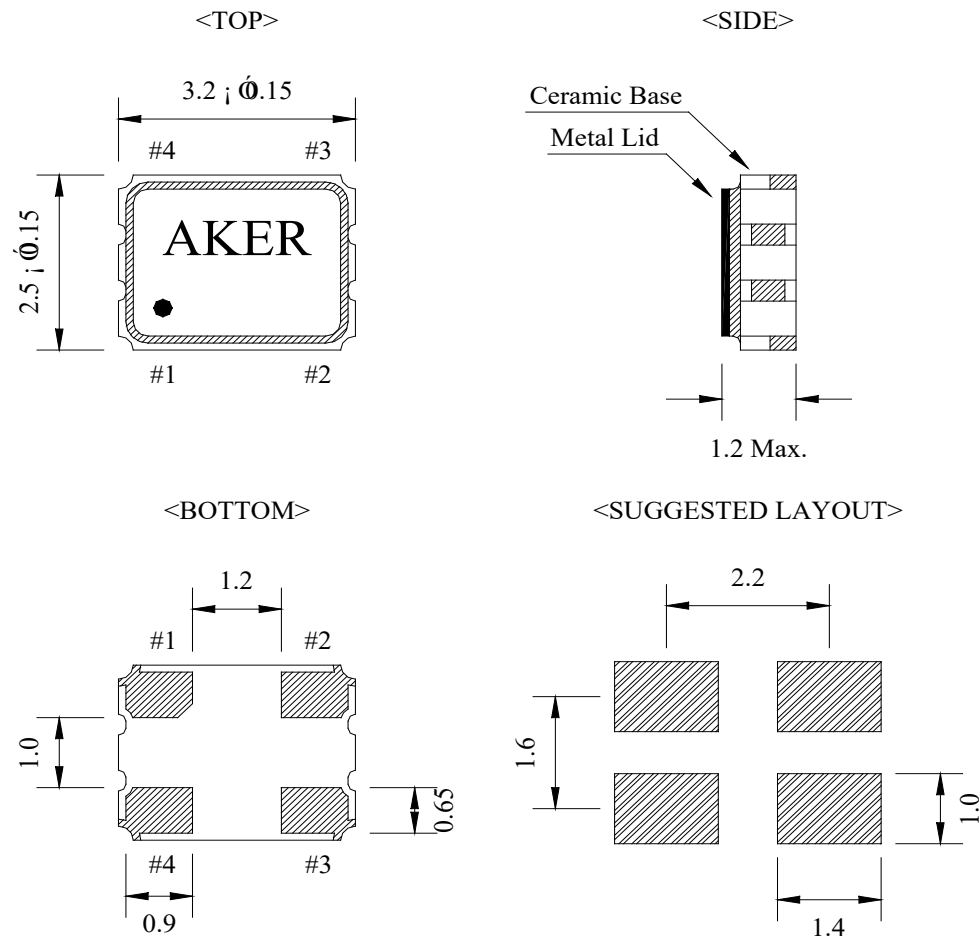 <TOP>
<SIDE>
3.2 ¡Ó0.15
Ceramic Base
Metal Lid
#4 #3
2.5 ¡Ó0.15
AKER
#1 #2
1.2 Max.
<BOTTOM>
<SUGGESTED LAYOUT>
1.2
2.2
#1 #2
1.0
1.6
0.65
1.0
#4 #3
0.9
1.4